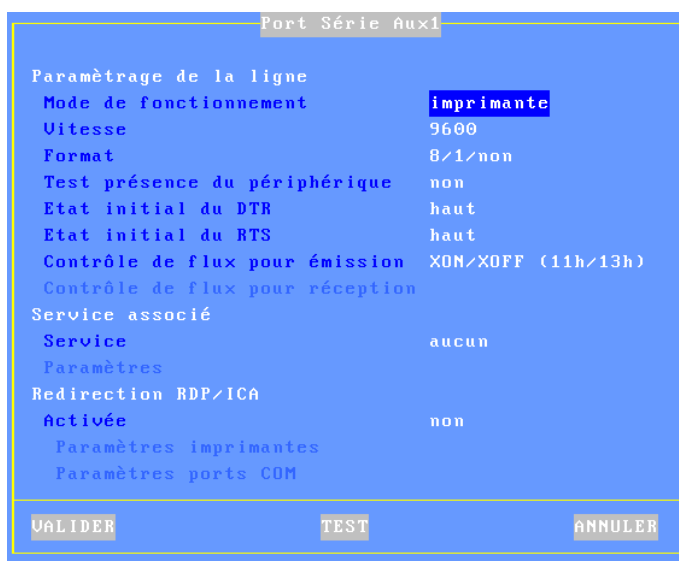 Port Série Aux1
Paramètrage de la ligne
Mode de fonctionnement imprimante
Vitesse 9600
Format 8/1/non
Test présence du périphérique non
Etat initial du DTR haut
Etat initial du RTS haut
Contrôle de flux pour émission XON/XOFF (11h/13h)
Contrôle de flux pour réception
Service associé
Service aucun
Paramètres
Redirection RDP/ICA
Activée non
Paramètres imprimantes
Paramètres ports COM
VALIDER TEST ANNULER